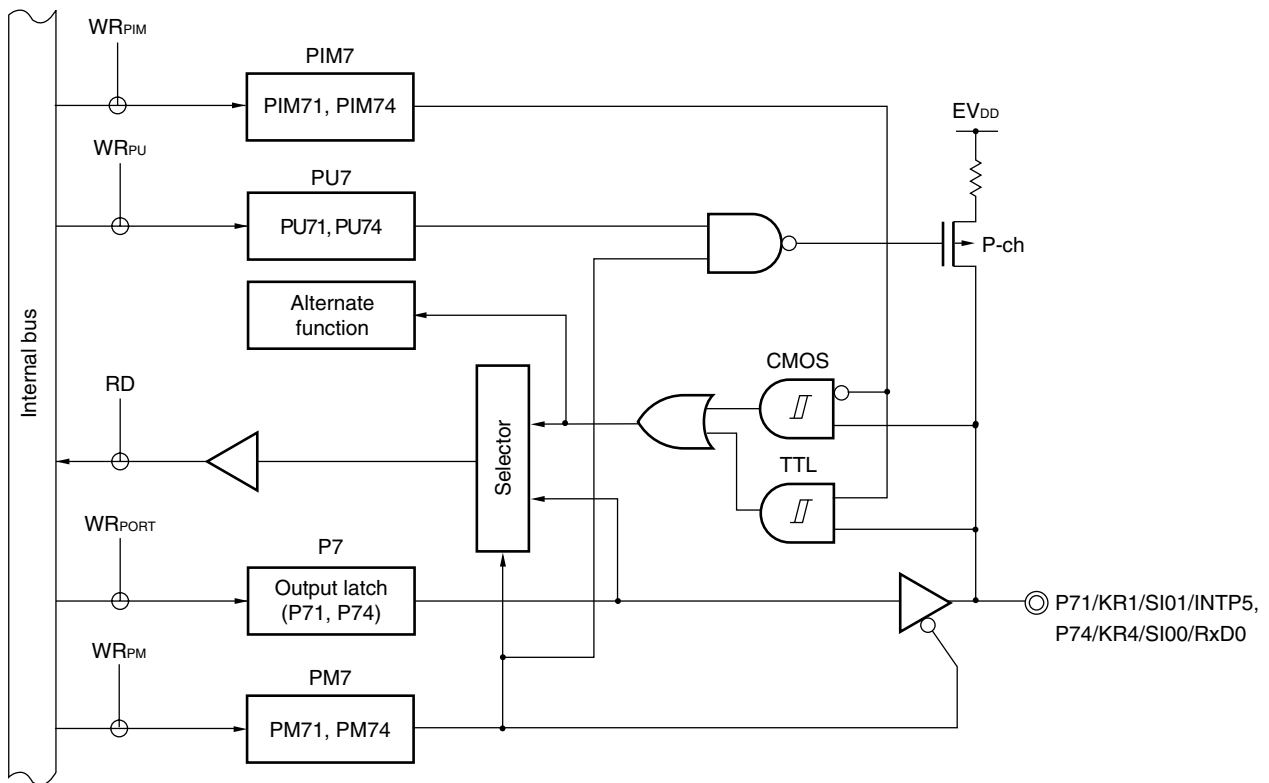 WRPIM
PIM7
PIM71, PIM74
EVDD
WRPU
PU7
PU71, PU74
P-ch
Alternate
function
CMOS
RD
Internal bus
Selector
TTL
WRPORT
P7
Output latch
(P71, P74)
P71/KR1/SI01/INTP5,
P74/KR4/SI00/RxD0
WRPM
PM7
PM71, PM74